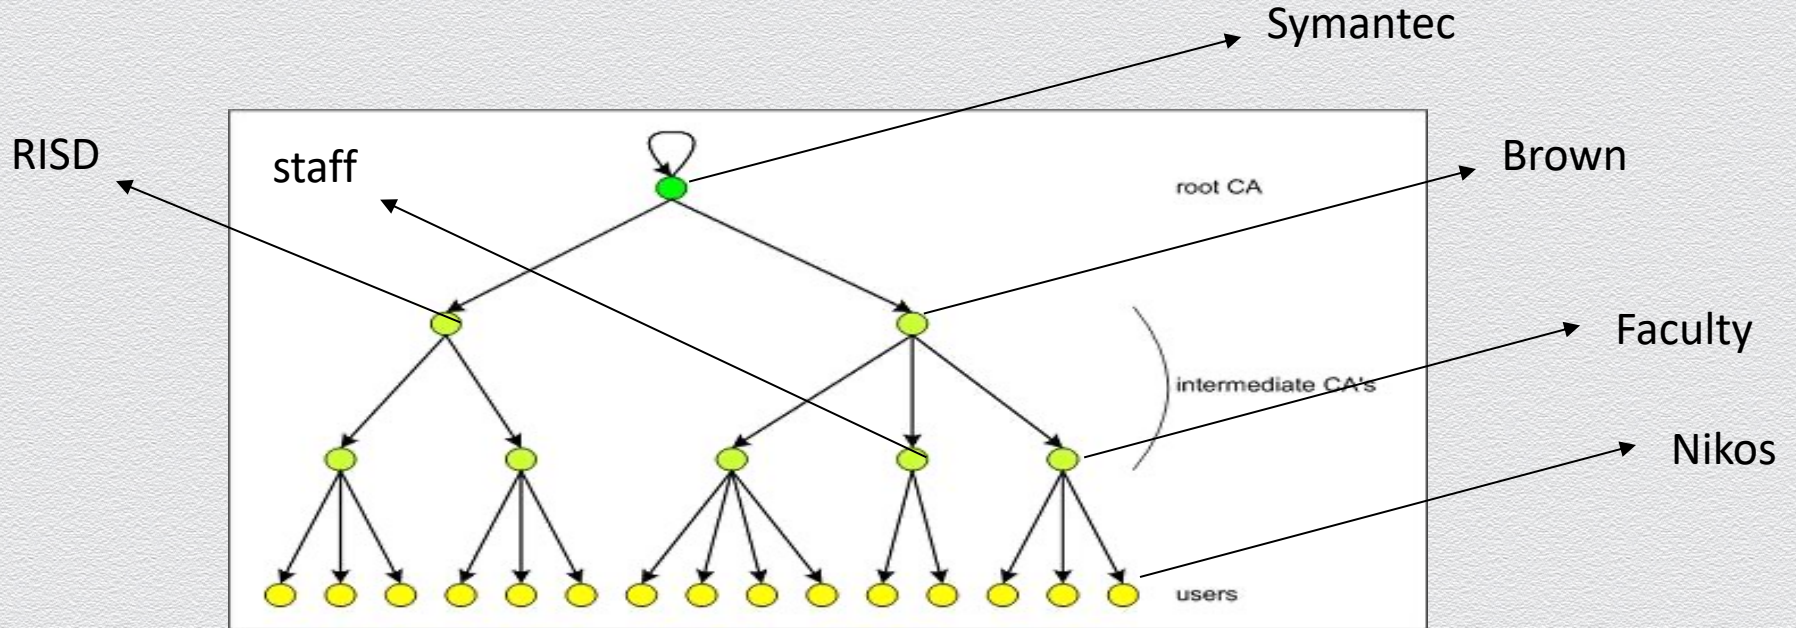 Symantec
RISD
staff
Brown
root CA
Faculty
intermediate CA's
Nikos
users